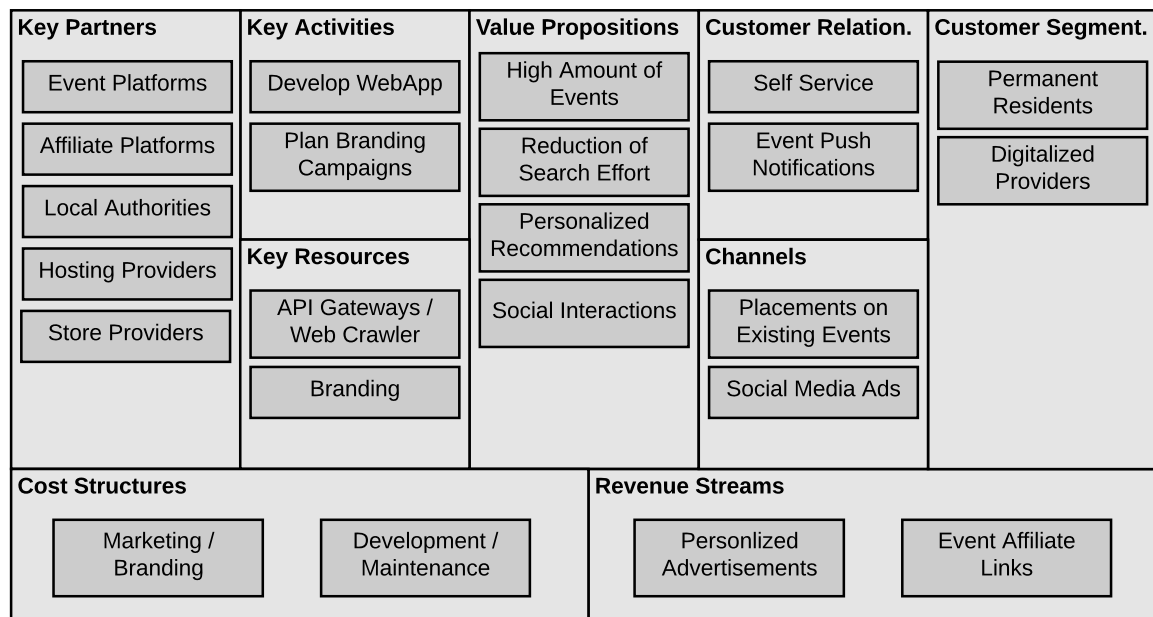 Key Partners
Event Platforms
Affiliate Platforms
Local Authorities
Hosting Providers
Store Providers
Key Activities
Develop WebApp
Plan Branding
Campaigns
Key Resources
API Gateways /
Web Crawler
Branding
Value Propositions
High Amount of
Events
Reduction of
Search Effort
Personalized
Recommendations
Social Interactions
Customer Relation.
Self Service
Event Push
Notifications
Channels
Placements on
Existing Events
Social Media Ads
Customer Segment.
Permanent
Residents
Digitalized
Providers
Cost Structures
Marketing /
Branding
Development /
Maintenance
Revenue Streams
Personlized
Advertisements
Event Affiliate
Links